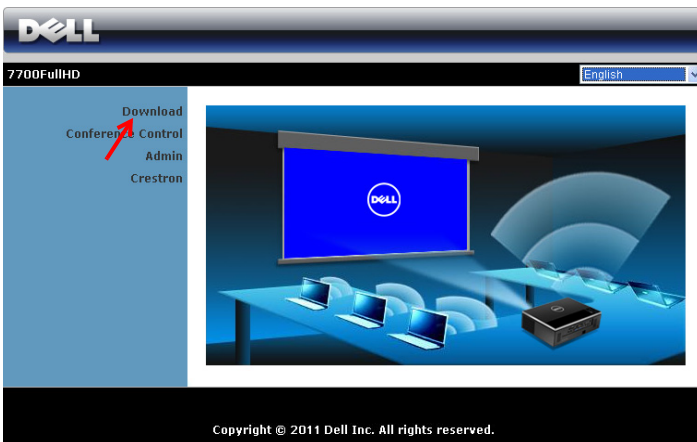 DELL
7700FullHD
English
Download
Conference Control
Admin
Crestron
DELL
Copyright © 2011 Dell Inc. All rights reserved.